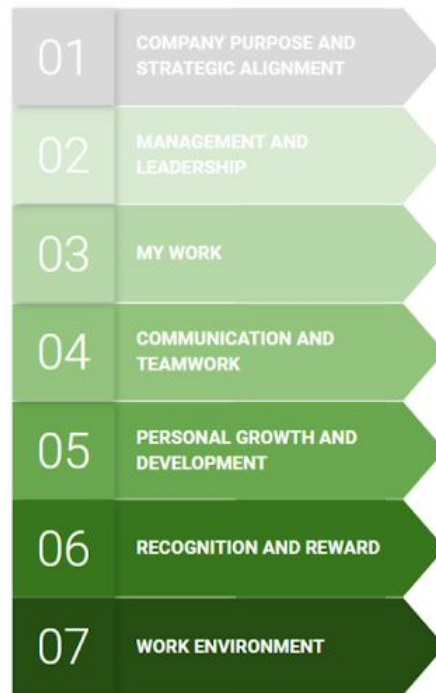 01
COMPANY PURPOSE AND
STRATEGIC ALIGNMENT
02
MANAGEMENT AND
LEADERSHIP
03
MY WORK
04
COMMUNICATION AND
TEAMWORK
05
PERSONAL GROWTH AND
DEVELOPMENT
06
RECOGNITION AND REWARD
07
WORK ENVIRONMENT